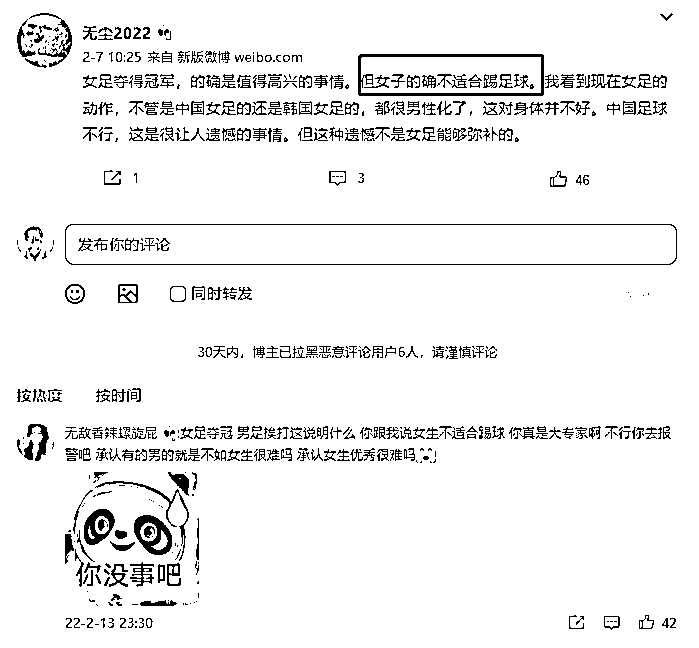 无尘2022
2-7 10:25 来自 新版微博 weibo.com
女足夺得冠军，的确是值得高兴的事情。但女子的确不适合踢足球。我看到现在女足的
动作，不管是中国女足的还是韩国女足的，都很男性化了，这对身体并不好。中国足球
不行，这是很让人遗憾的事情。但这种遗憾不是女足能够弥补的。
1 3 46
发布你的评论
同时转发
30天内，博主已拉黑恶意评论用户6人，请谨慎评论
按热度 按时间
无敌香辣螺旋屁 :女足夺冠 男足挨打这说明什么 你跟我说女生不适合踢球 你真是大专家啊 不行你去报
警吧 承认有的男的就是不如女生很难吗 承认女生优秀很难吗
你没事吧
22-2-13 23:30 42